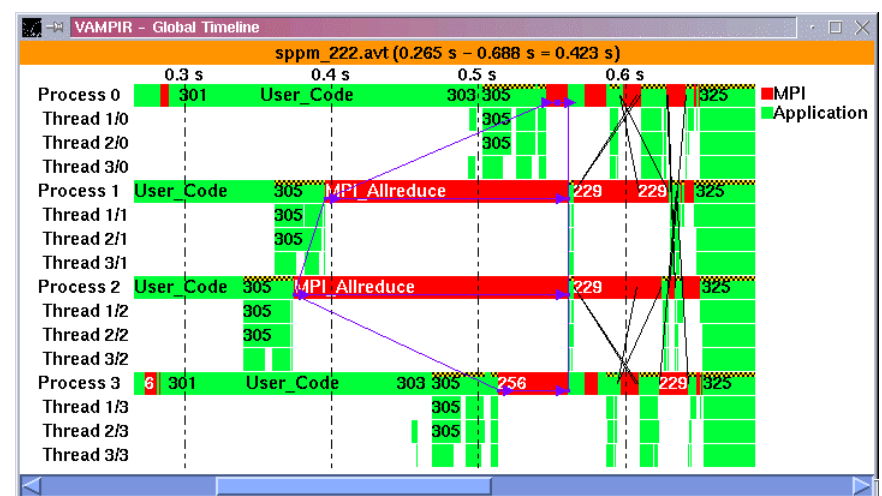 VAMPIR - Global Timeline
sppm_222.avt (0.265 s - 0.688 s = 0.423 s)
0.3 s 0.4 s 0.5 s 0.6 s
Process 0 301 User_Code 303 305 325 MPI
Thread 1/0 305 Application
Thread 2/0 305
Thread 3/0
Process 1 User_Code 305 MPI_Allreduce 229 229 325
Thread 1/1 305
Thread 2/1 305
Thread 3/1
Process 2 User_Code 305 MPI_Allreduce 229 325
Thread 1/2 305
Thread 2/2 305
Thread 3/2
Process 3 6 301 User_Code 303 305 256 229 325
Thread 1/3 305
Thread 2/3 305
Thread 3/3